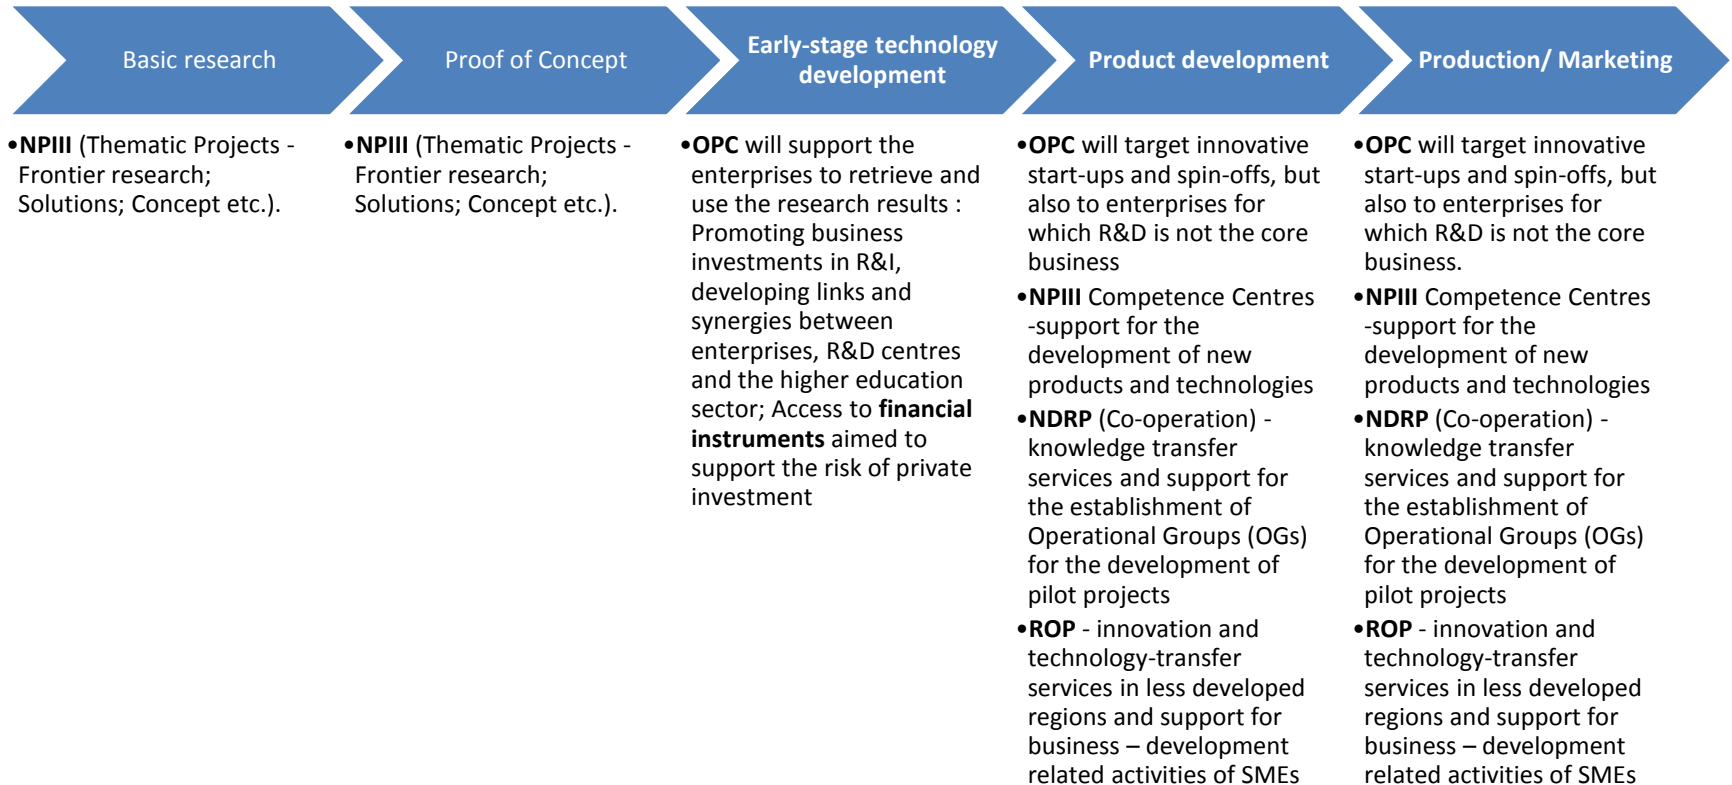 Basic research
Proof of Concept
Early-stage technology
development
Product development
Production/ Marketing
•NPIII (Thematic Projects -
Frontier research;
Solutions; Concept etc.).
•NPIII (Thematic Projects -
Frontier research;
Solutions; Concept etc.).
•OPC will support the
enterprises to retrieve and
use the research results :
Promoting business
investments in R&I,
developing links and
synergies between
enterprises, R&D centres
and the higher education
sector; Access to financial
instruments aimed to
support the risk of private
investment
•OPC will target innovative
start-ups and spin-offs, but
also to enterprises for
which R&D is not the core
business
•NPIII Competence Centres
-support for the
development of new
products and technologies
•NDRP (Co-operation) -
knowledge transfer
services and support for
the establishment of
Operational Groups (OGs)
for the development of
pilot projects
•ROP - innovation and
technology-transfer
services in less developed
regions and support for
business – development
related activities of SMEs
•OPC will target innovative
start-ups and spin-offs, but
also to enterprises for
which R&D is not the core
business.
•NPIII Competence Centres
-support for the
development of new
products and technologies
•NDRP (Co-operation) -
knowledge transfer
services and support for
the establishment of
Operational Groups (OGs)
for the development of
pilot projects
•ROP - innovation and
technology-transfer
services in less developed
regions and support for
business – development
related activities of SMEs